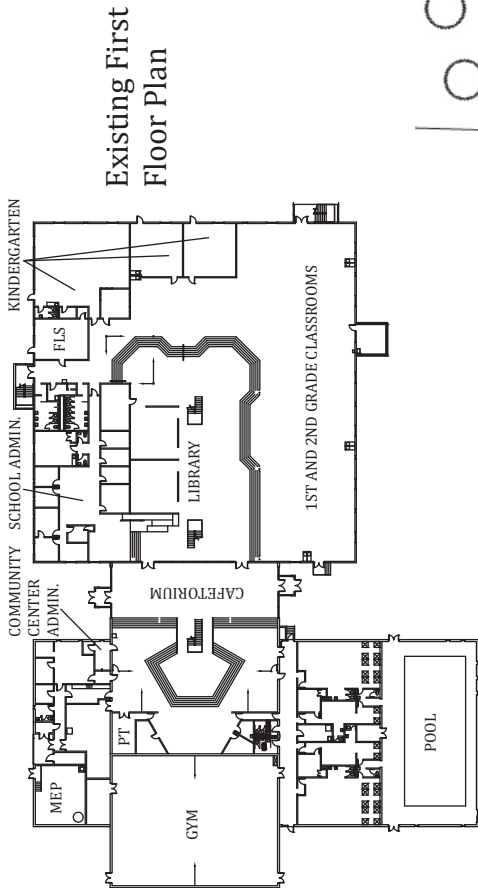 Existing First
Floor Plan
KINDERGARTEN
SCHOOL ADMIN.
COMMUNITY
CENTER
ADMIN.
FLS
LIBRARY
1ST AND 2ND GRADE CLASSROOMS
CAFETORIUM
PT
MEP
GYM
POOL